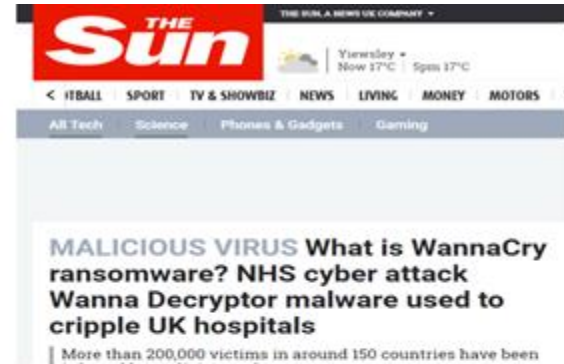 THE SUN, A NEWS UK COMPANY
THE
Sun
Yiewsley
Now 17°C 5pm 17°C
< OTBALL SPORT TV & SHOWBIZ NEWS LIVING MONEY MOTORS
All Tech Science Phones & Gadgets Gaming
MALICIOUS VIRUS What is WannaCry
ransomware? NHS cyber attack
Wanna Decryptor malware used to
cripple UK hospitals
More than 200,000 victims in around 150 countries have been